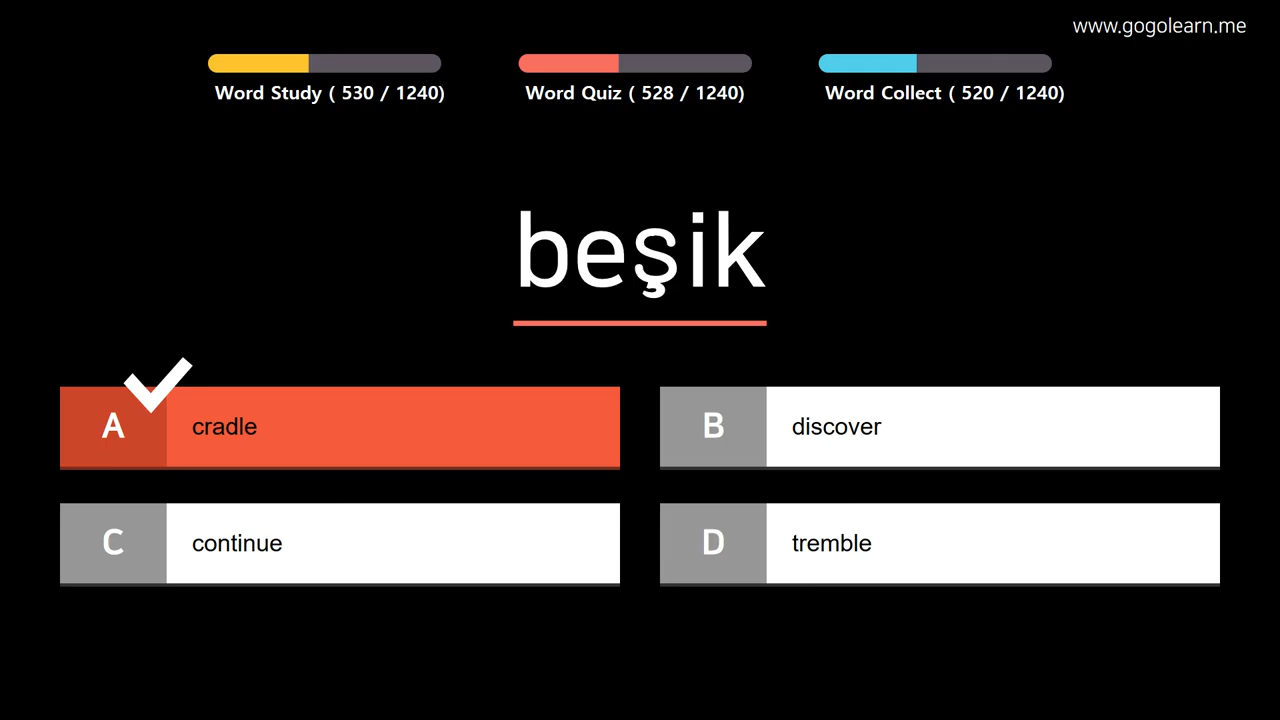 www.gogolearn.me
Word Study ( 530 / 1240)
Word Quiz ( 528 / 1240)
Word Collect ( 520 / 1240)
beşik
A cradle
B discover
C continue
D tremble